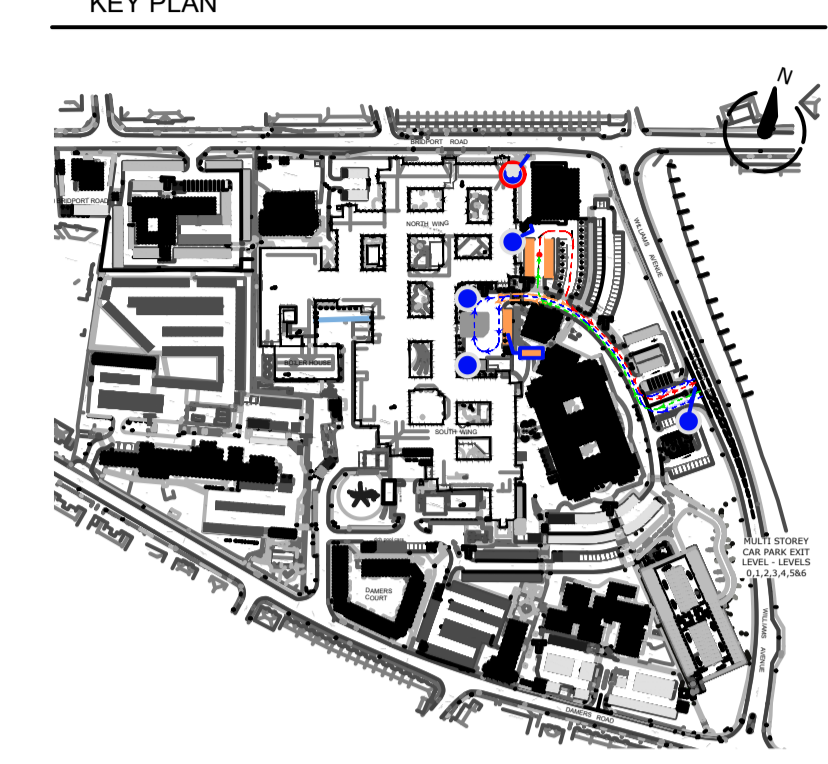 KEY PLAN
N
BRIDPORT ROAD
BRIDPORT ROAD
NORTH WING
WILLIAMS AVENUE
BOILER HOUSE
SOUTH WING
MULTI STOREY
CAR PARK EXIT
LEVEL - LEVELS
0,1,2,3,4,5&6
DAMERS
COURT
WILLIAMS AVENUE
DAMERS ROAD